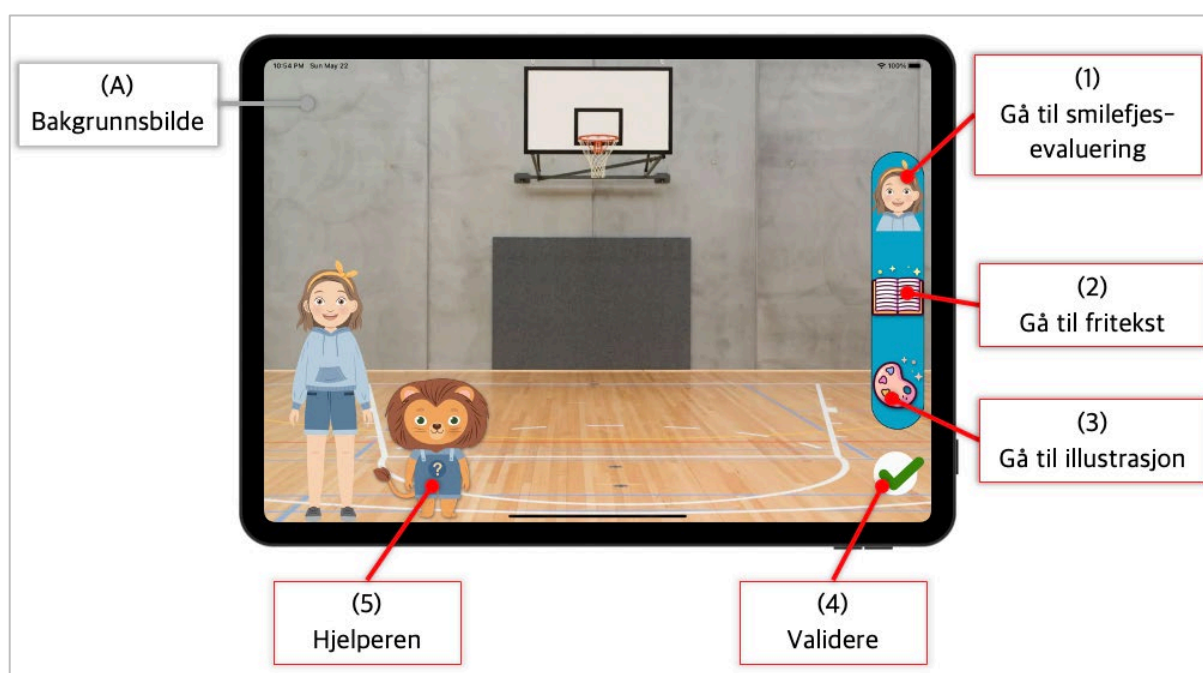 (A)
Bakgrunnsbilde
10:54 PM Sun May 22
100%
(1)
Gå til smilefjes-
evaluering
(2)
Gå til fritekst
(3)
Gå til illustrasjon
?
(5)
Hjelperen
(4)
Validere